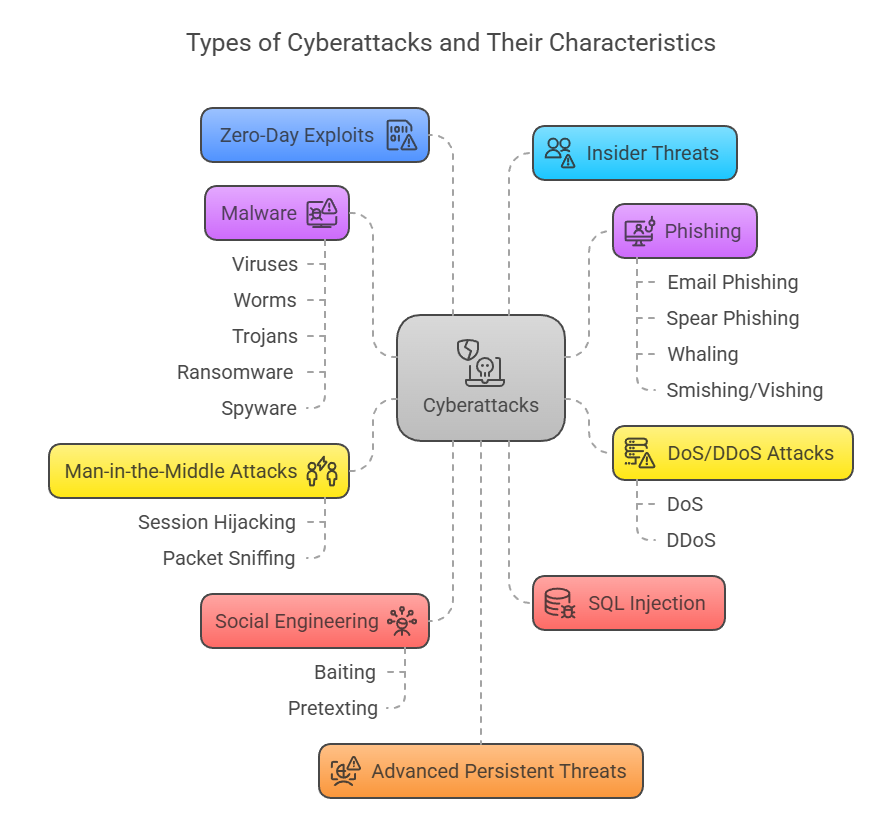 Types of Cyberattacks and Their Characteristics
Zero-Day Exploits
Insider Threats
Malware
Viruses
Worms
Trojans
Ransomware
Spyware
Phishing
Email Phishing
Spear Phishing
Whaling
Smishing/Vishing
Cyberattacks
Man-in-the-Middle Attacks
Session Hijacking
Packet Sniffing
DoS/DDoS Attacks
DoS
DDoS
Social Engineering
Baiting
Pretexting
SQL Injection
Advanced Persistent Threats